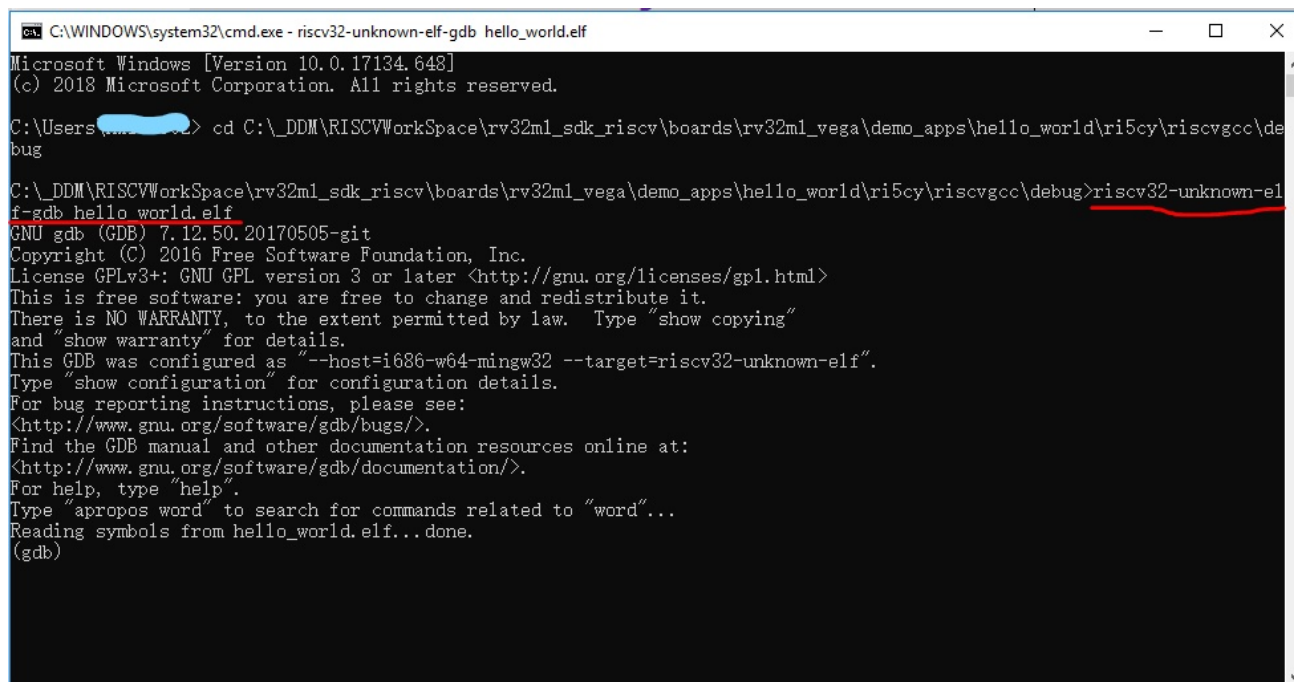 C:\WINDOWS\system32\cmd.exe - riscv32-unknown-elf-gdb hello_world.elf
Microsoft Windows [Version 10.0.17134.648]
(c) 2018 Microsoft Corporation. All rights reserved.
C:\Users\> cd C:\_DDM\RISCVWorkSpace\rv32m1_sdk_riscv\boards\rv32m1_vega\demo_apps\hello_world\ri5cy\riscvgcc\de
bug
C:\_DDM\RISCVWorkSpace\rv32m1_sdk_riscv\boards\rv32m1_vega\demo_apps\hello_world\ri5cy\riscvgcc\debug>riscv32-unknown-el
f-gdb hello_world.elf
GNU gdb (GDB) 7.12.50.20170505-git
Copyright (C) 2016 Free Software Foundation, Inc.
License GPLv3+: GNU GPL version 3 or later <http://gnu.org/licenses/gpl.html>
This is free software: you are free to change and redistribute it.
There is NO WARRANTY, to the extent permitted by law.  Type "show copying"
and "show warranty" for details.
This GDB was configured as "--host=i686-w64-mingw32 --target=riscv32-unknown-elf".
Type "show configuration" for configuration details.
For bug reporting instructions, please see:
<http://www.gnu.org/software/gdb/bugs/>.
Find the GDB manual and other documentation resources online at:
<http://www.gnu.org/software/gdb/documentation/>.
For help, type "help".
Type "apropos word" to search for commands related to "word"...
Reading symbols from hello_world.elf...done.
(gdb)